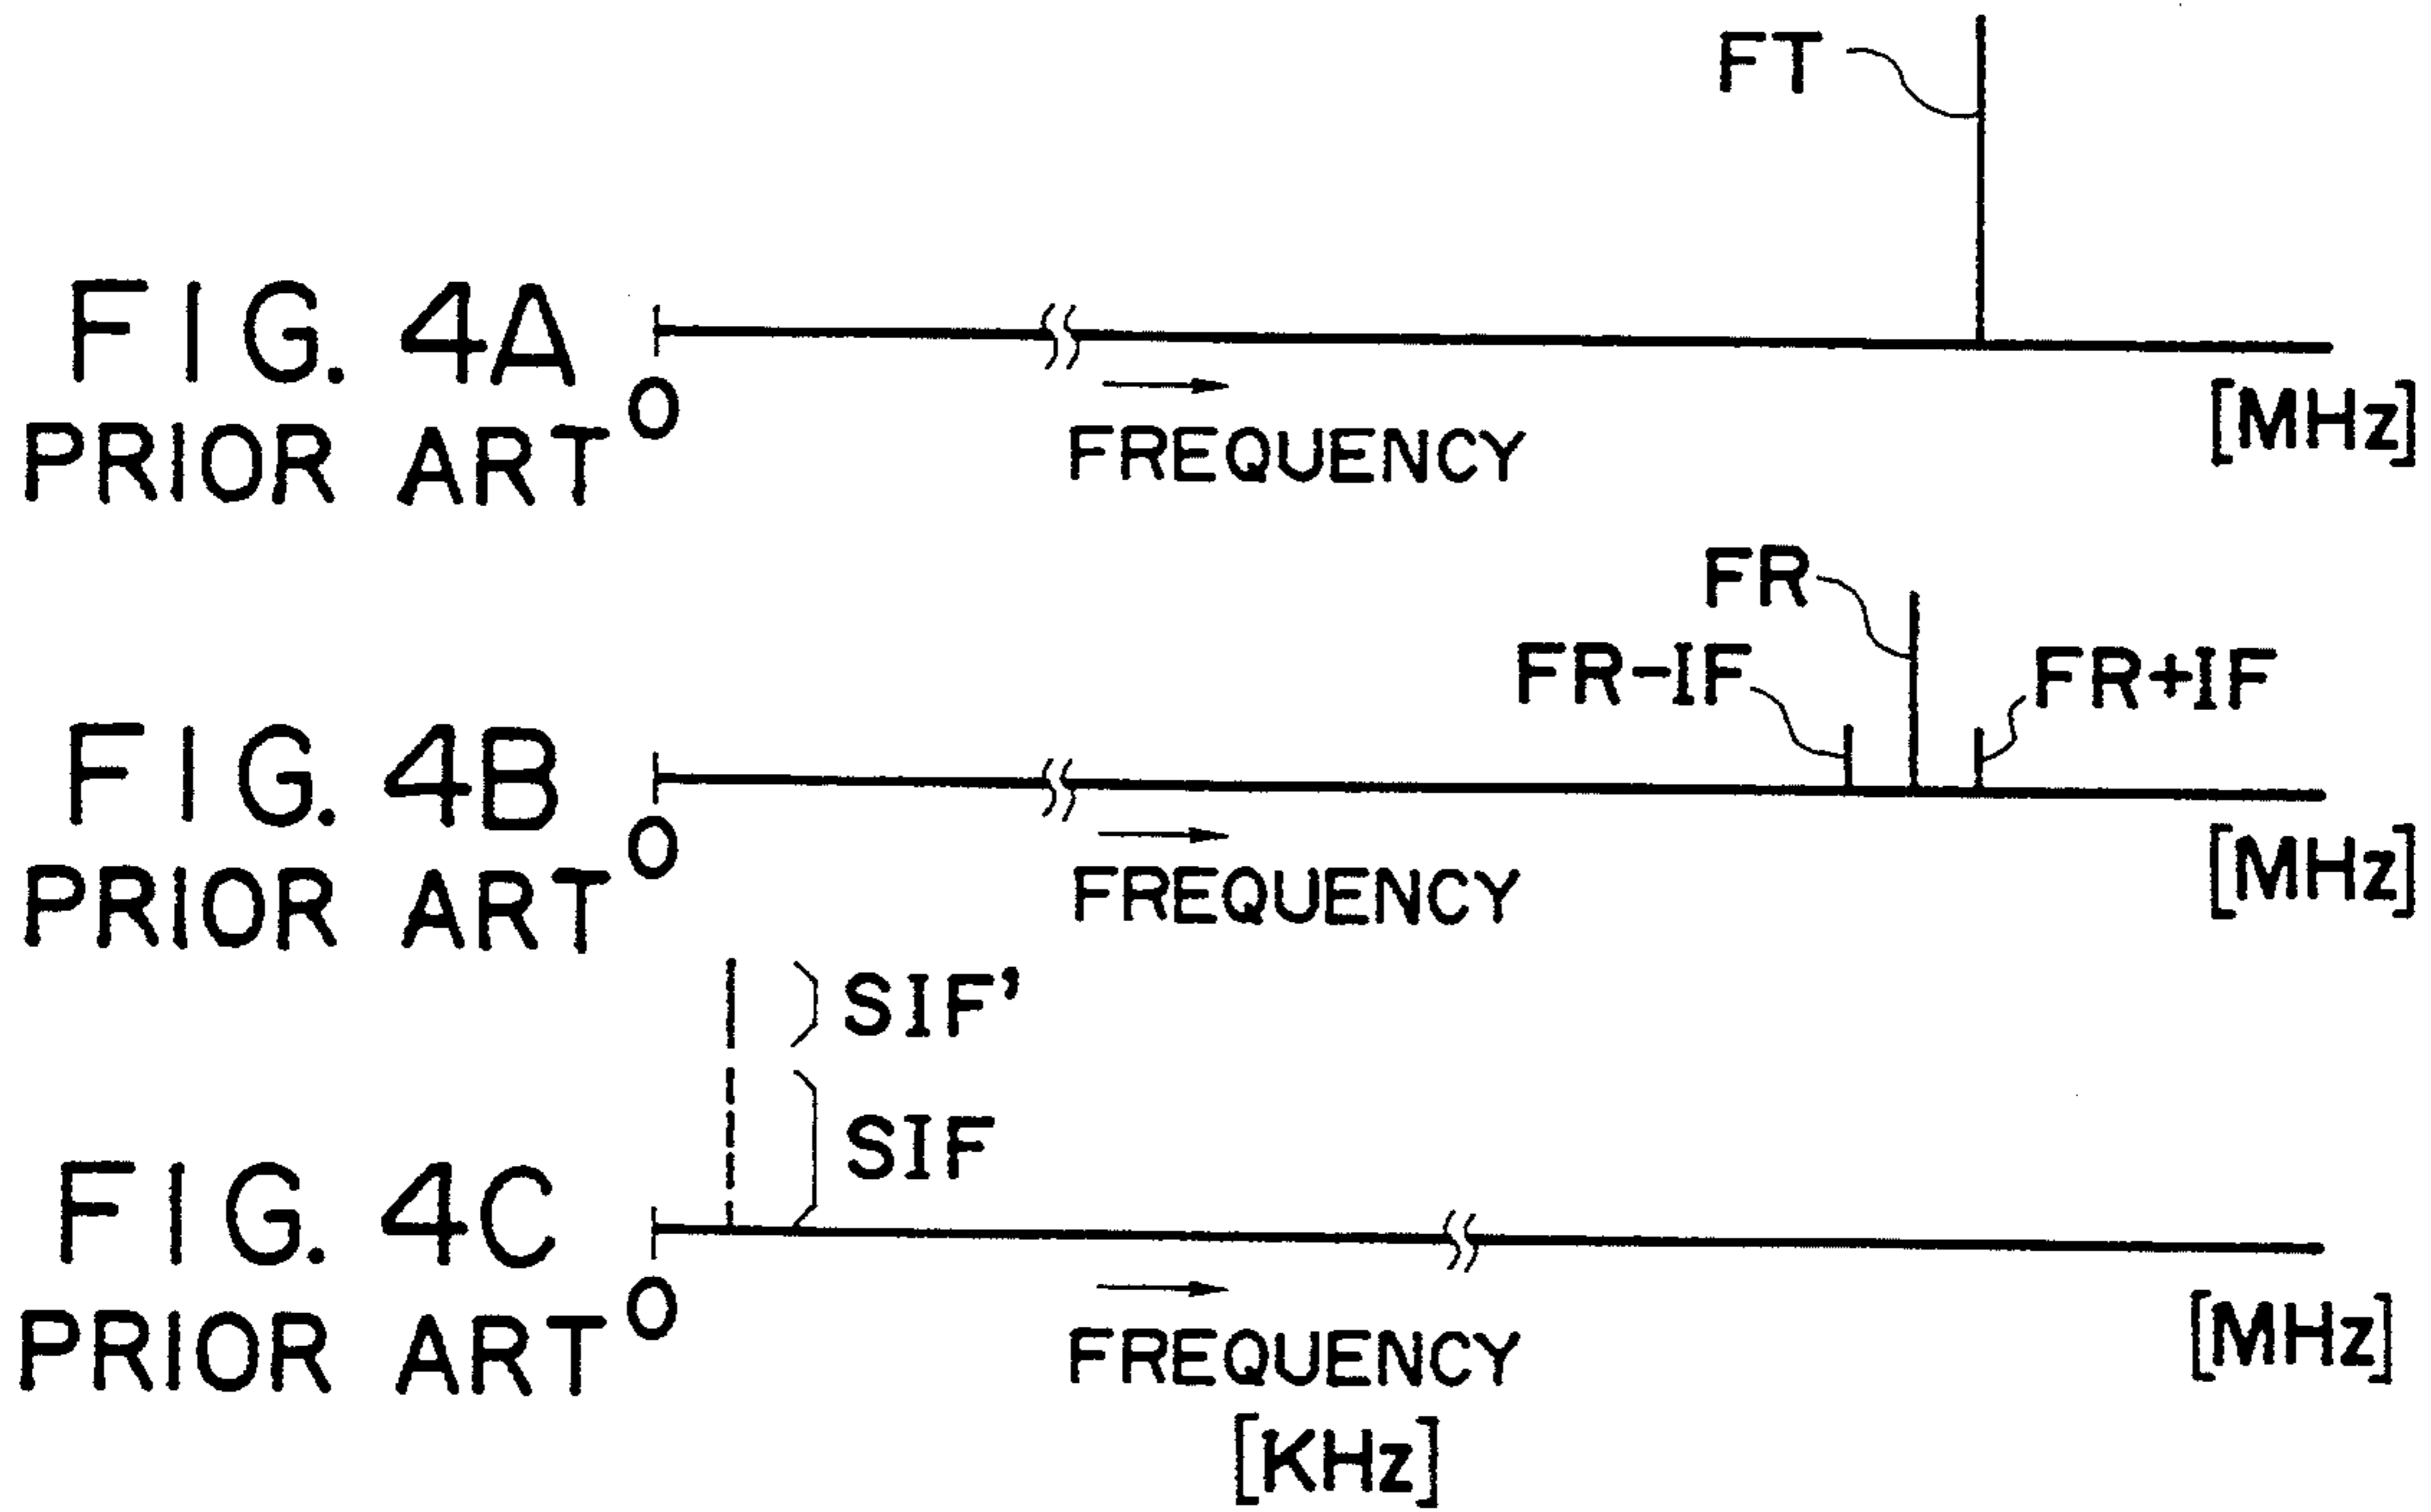 FT
FIG. 4A
0
[MHz]
PRIOR ART
FREQUENCY
FR
FR-IF
FR+IF
FIG. 4B
0
[MHz]
PRIOR ART
FREQUENCY
SIF'
SIF
FIG. 4C
0
[MHz]
PRIOR ART
FREQUENCY
[KHz]